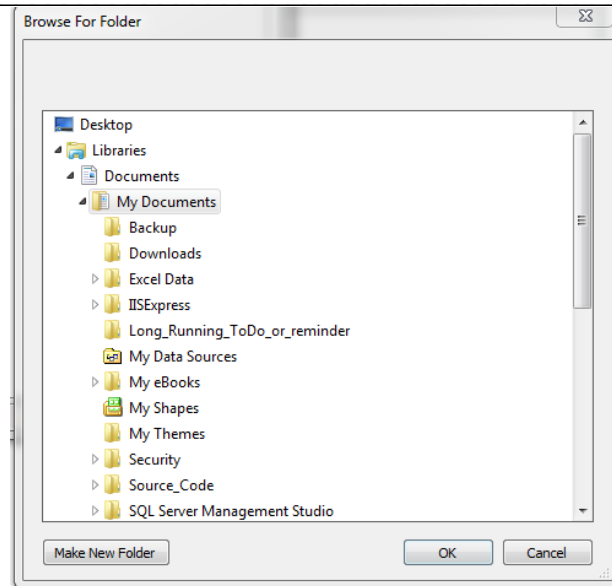 Browse For Folder
Desktop
Libraries
Documents
My Documents
Backup
Downloads
Excel Data
IISExpress
Long_Running_ToDo_or_reminder
My Data Sources
My eBooks
My Shapes
My Themes
Security
Source_Code
SQL Server Management Studio
Make New Folder OK Cancel